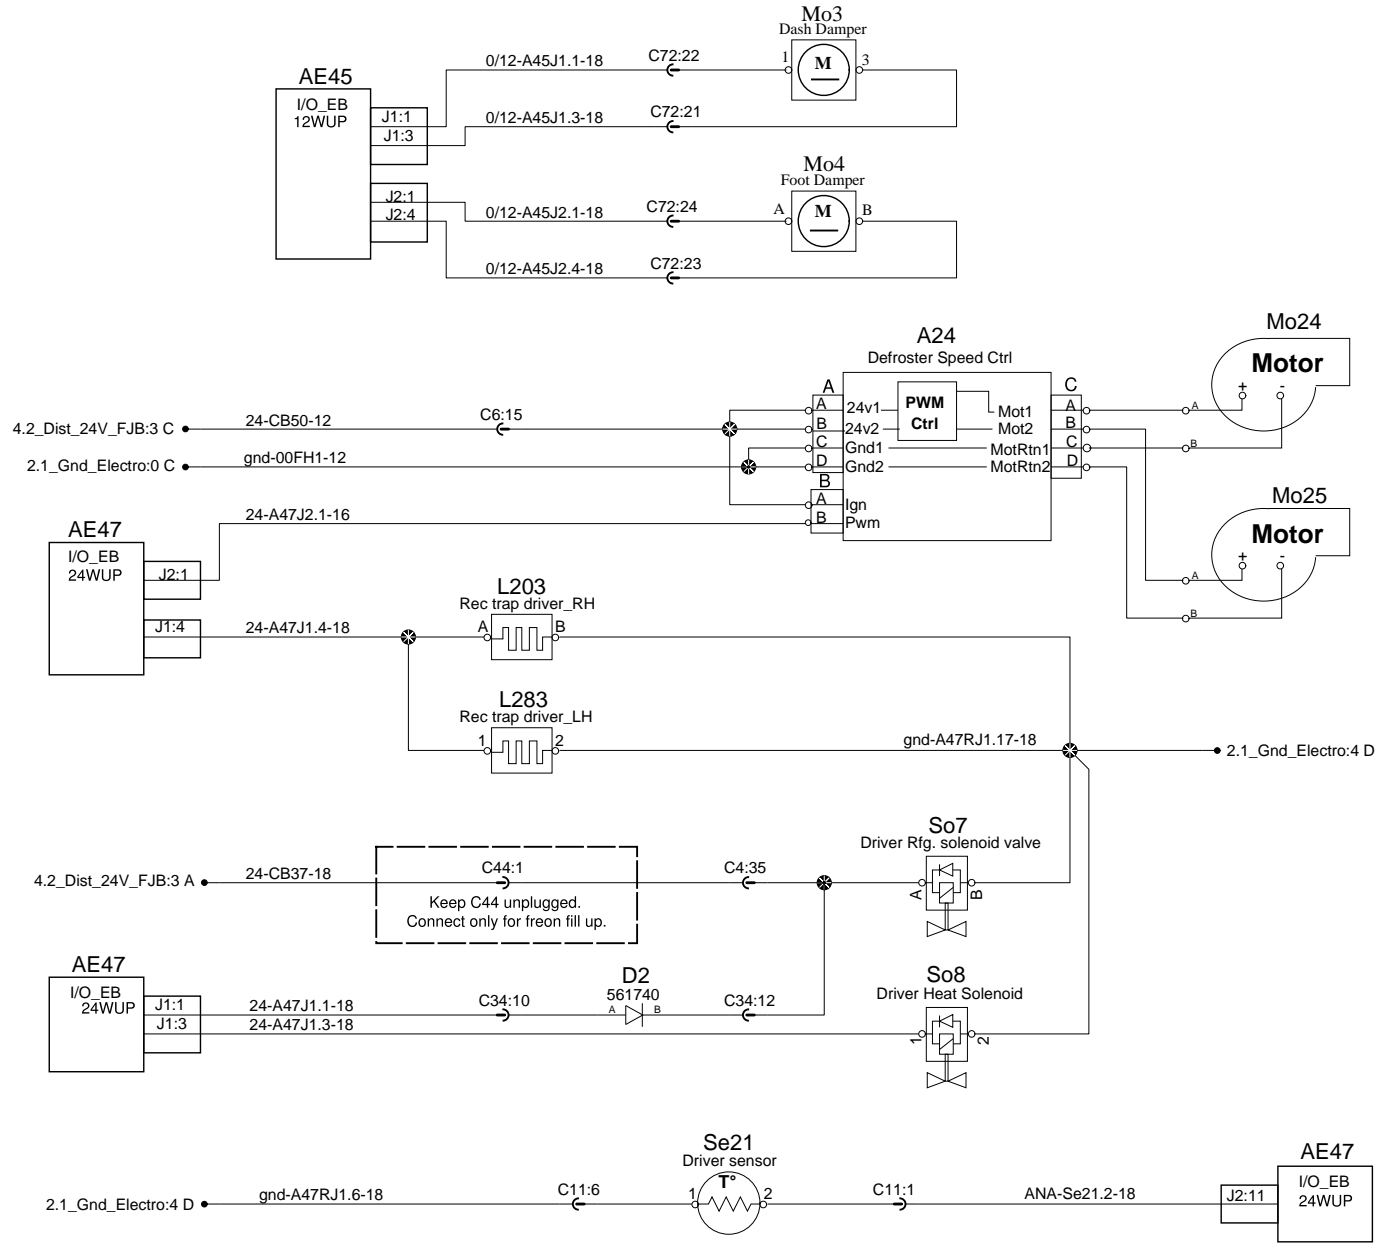 Mo3
Dash Damper
AE45
I/O_EB
12WUP
J1:1
J1:3
0/12-A45J1.1-18
C72:22
1
M
3
0/12-A45J1.3-18
C72:21
Mo4
Foot Damper
J2:1
J2:4
0/12-A45J2.1-18
C72:24
A
M
B
0/12-A45J2.4-18
C72:23
Mo24
Motor
+ -
A24
Defroster Speed Ctrl
A
C
4.2_Dist_24V_FJB:3 C
24-CB50-12
C6:15
A 24v1
B 24v2
C Gnd1
D Gnd2
PWM
Ctrl
Mot1 A
Mot2 B
MotRtn1 C
MotRtn2 D
A
B
2.1_Gnd_Electro:0 C
gnd-00FH1-12
B
A Ign
B Pwm
Mo25
Motor
+ -
A
B
AE47
I/O_EB
24WUP
J2:1
24-A47J2.1-16
J1:4
24-A47J1.4-18
L203
Rec trap driver_RH
A B
L283
Rec trap driver_LH
1 2
gnd-A47RJ1.17-18
2.1_Gnd_Electro:4 D
So7
Driver Rfg. solenoid valve
A B
4.2_Dist_24V_FJB:3 A
24-CB37-18
C44:1
C4:35
Keep C44 unplugged.
Connect only for freon fill up.
AE47
I/O_EB
24WUP
J1:1
J1:3
24-A47J1.1-18
24-A47J1.3-18
C34:10
D2
561740
A B
C34:12
So8
Driver Heat Solenoid
1 2
Se21
Driver sensor
T°
2.1_Gnd_Electro:4 D
gnd-A47RJ1.6-18
C11:6
1 2
C11:1
ANA-Se21.2-18
J2:11
AE47
I/O_EB
24WUP